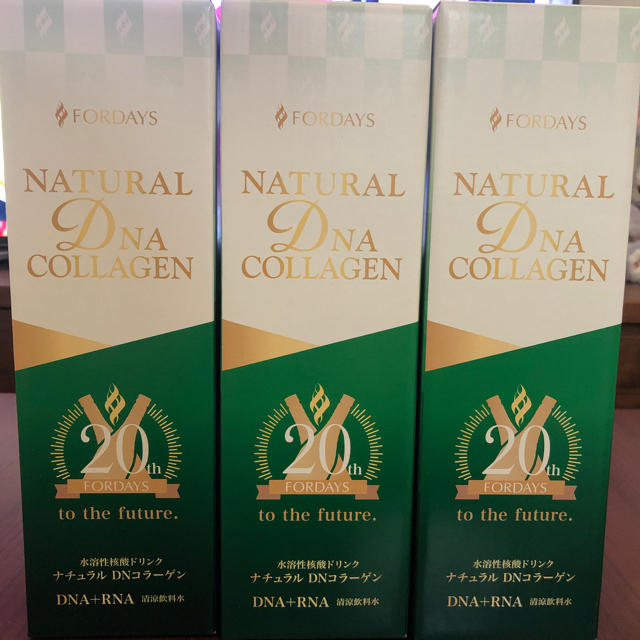 FORDAYS
NATURAL
DNA
COLLAGEN
20th
FORDAYS
to the future.
水溶性核酸ドリンク
ナチュラル DNコラーゲン
DNA+RNA 清涼飲料水
FORDAYS
NATURAL
DNA
COLLAGEN
20th
FORDAYS
to the future.
水溶性核酸ドリンク
ナチュラル DNコラーゲン
DNA+RNA 清涼飲料水
FORDAYS
NATURAL
DNA
COLLAGEN
20th
FORDAYS
to the future.
水溶性核酸ドリンク
ナチュラル DNコラーゲン
DNA+RNA 清涼飲料水